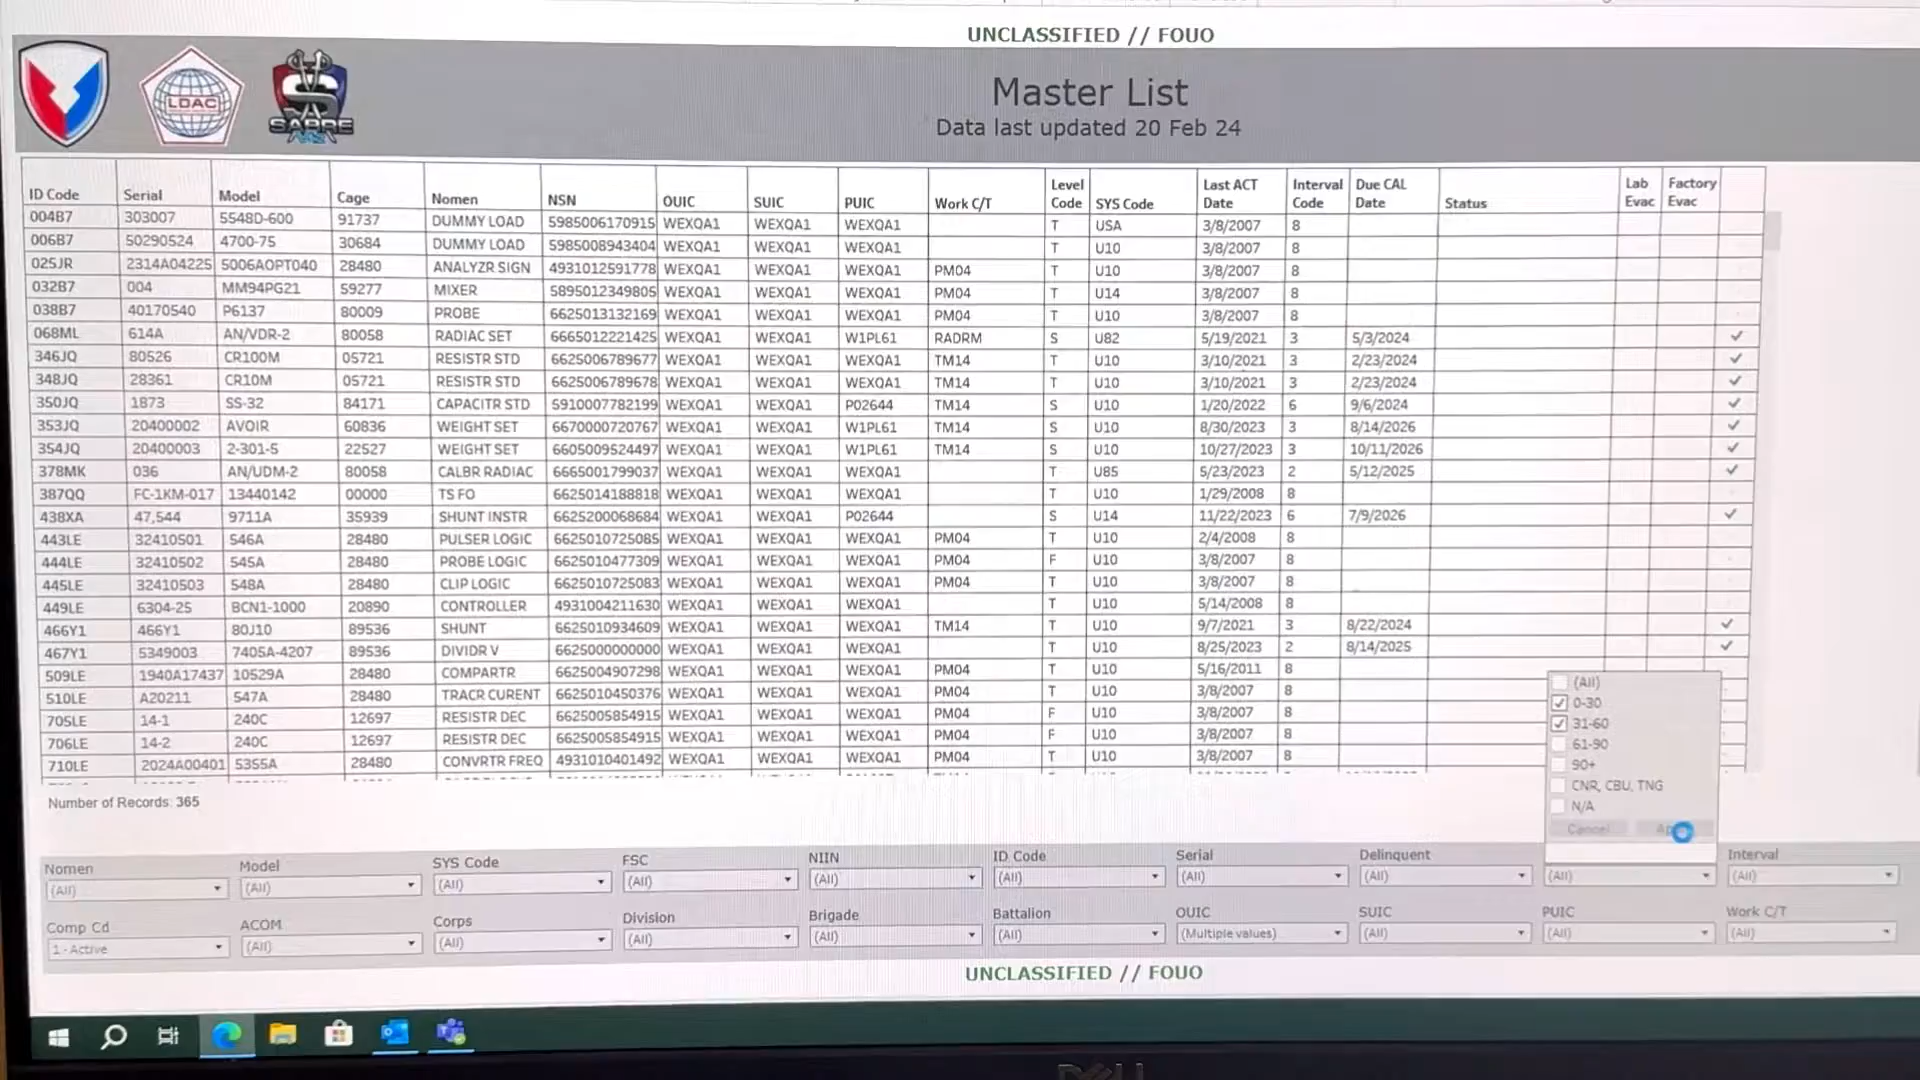 UNCLASSIFIED // FOUO
LDAC
SABRE
Master List
Data last updated 20 Feb 24
ID Code Serial Model Cage Nomen NSN OUIC SUIC PUIC Work C/T Level Code SYS Code Last ACT Date Interval Code Due CAL Date Status Lab Evac Factory Evac
004B7 303007 5548D-600 91737 DUMMY LOAD 5985006170915 WEXQA1 WEXQA1 WEXQA1 T USA 3/8/2007 8
006B7 50290524 4700-75 30684 DUMMY LOAD 5985008943404 WEXQA1 WEXQA1 WEXQA1 T U10 3/8/2007 8
025JR 2314A04225 5006AOPT040 28480 ANALYZR SIGN 4931012591778 WEXQA1 WEXQA1 WEXQA1 PM04 T U10 3/8/2007 8
032B7 004 MM94PG21 59277 MIXER 5895012349805 WEXQA1 WEXQA1 WEXQA1 PM04 T U14 3/8/2007 8
038B7 40170540 P6137 80009 PROBE 6625013132169 WEXQA1 WEXQA1 WEXQA1 PM04 T U10 3/8/2007 8
068ML 614A AN/VDR-2 80058 RADIAC SET 6665012221425 WEXQA1 WEXQA1 W1PL61 RADRM S U82 5/19/2021 3 5/3/2024 ✓
346JQ 80526 CR100M 05721 RESISTR STD 6625006789677 WEXQA1 WEXQA1 WEXQA1 TM14 T U10 3/10/2021 3 2/23/2024 ✓
348JQ 28361 CR10M 05721 RESISTR STD 6625006789678 WEXQA1 WEXQA1 WEXQA1 TM14 T U10 3/10/2021 3 2/23/2024 ✓
350JQ 1873 SS-32 84171 CAPACITR STD 5910007782199 WEXQA1 WEXQA1 P02644 TM14 S U10 1/20/2022 6 9/6/2024 ✓
353JQ 20400002 AVOIR 60836 WEIGHT SET 6670000720767 WEXQA1 WEXQA1 W1PL61 TM14 S U10 8/30/2023 3 8/14/2026 ✓
354JQ 20400003 2-301-S 22527 WEIGHT SET 6605009524497 WEXQA1 WEXQA1 W1PL61 TM14 S U10 10/27/2023 3 10/11/2026 ✓
378MK 036 AN/UDM-2 80058 CALBR RADIAC 6665001799037 WEXQA1 WEXQA1 WEXQA1 T U85 5/23/2023 2 5/12/2025 ✓
387QQ FC-1KM-017 13440142 00000 TS FO 6625014188818 WEXQA1 WEXQA1 WEXQA1 T U10 1/29/2008 8
438XA 47,544 9711A 35939 SHUNT INSTR 6625200068684 WEXQA1 WEXQA1 P02644 S U14 11/22/2023 6 7/9/2026 ✓
443LE 32410501 546A 28480 PULSER LOGIC 6625010725085 WEXQA1 WEXQA1 WEXQA1 PM04 T U10 2/4/2008 8
444LE 32410502 545A 28480 PROBE LOGIC 6625010477309 WEXQA1 WEXQA1 WEXQA1 PM04 F U10 3/8/2007 8
445LE 32410503 548A 28480 CLIP LOGIC 6625010725083 WEXQA1 WEXQA1 WEXQA1 PM04 T U10 3/8/2007 8
449LE 6304-25 BCN1-1000 20890 CONTROLLER 4931004211630 WEXQA1 WEXQA1 WEXQA1 T U10 5/14/2008 8
466Y1 466Y1 80J10 89536 SHUNT 6625010934609 WEXQA1 WEXQA1 WEXQA1 TM14 T U10 9/7/2021 3 8/22/2024 ✓
467Y1 5349003 7405A-4207 89536 DIVIDR V 6625000000000 WEXQA1 WEXQA1 WEXQA1 T U10 8/25/2023 2 8/14/2025 ✓
509LE 1940A17437 10529A 28480 COMPARTR 6625004907298 WEXQA1 WEXQA1 WEXQA1 PM04 T U10 5/16/2011 8
510LE A20211 547A 28480 TRACR CURENT 6625010450376 WEXQA1 WEXQA1 WEXQA1 PM04 T U10 3/8/2007 8
705LE 14-1 240C 12697 RESISTR DEC 6625005854915 WEXQA1 WEXQA1 WEXQA1 PM04 F U10 3/8/2007 8
706LE 14-2 240C 12697 RESISTR DEC 6625005854915 WEXQA1 WEXQA1 WEXQA1 PM04 F U10 3/8/2007 8
710LE 2024A00401 5355A 28480 CONVRTR FREQ 4931010401492 WEXQA1 WEXQA1 WEXQA1 PM04 T U10 3/8/2007 8
(All)
0-30
31-60
61-90
90+
CNR, CBU, TNG
N/A
Cancel
Number of Records: 365
Nomen Model SYS Code FSC NIIN ID Code Serial Delinquent Interval
(All) (All) (All) (All) (All) (All) (All) (All) (All) (All)
Comp Cd ACOM Corps Division Brigade Battalion OUIC SUIC PUIC Work C/T
1 - Active (All) (All) (All) (All) (All) (Multiple values) (All) (All) (All)
UNCLASSIFIED // FOUO